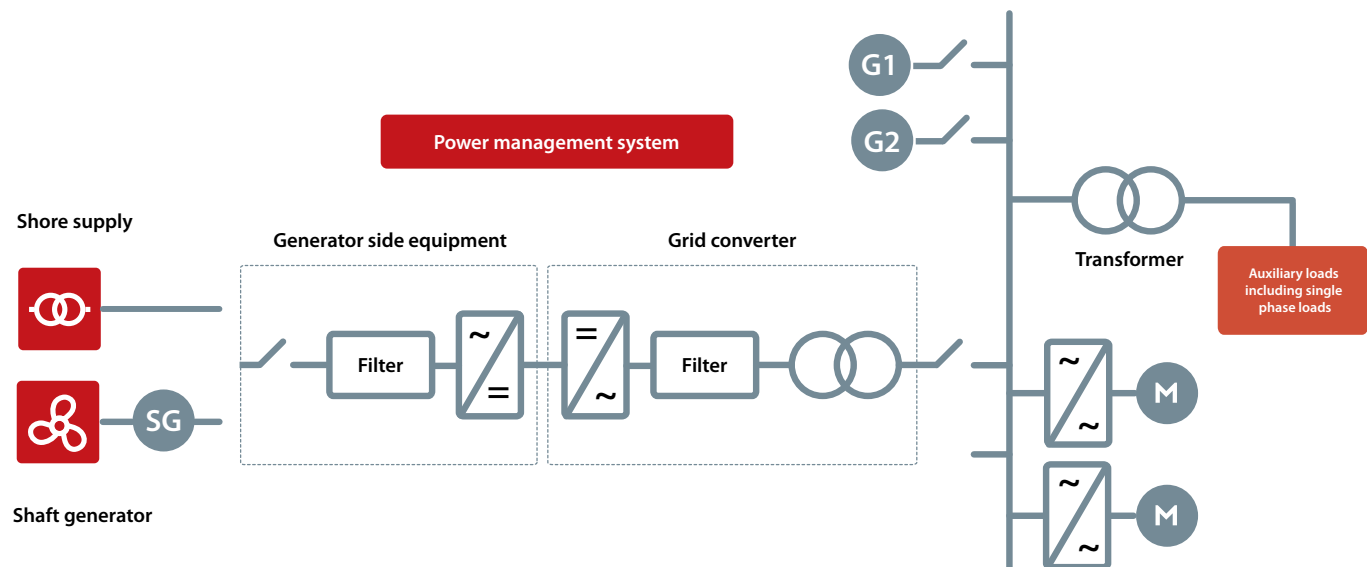 G1
G2
Power management system
Shore supply
Generator side equipment
Grid converter
Transformer
Auxiliary loads
including single
phase loads
~
=
=
~
Filter
Filter
~
~
M
SG
Shaft generator
~
~
M